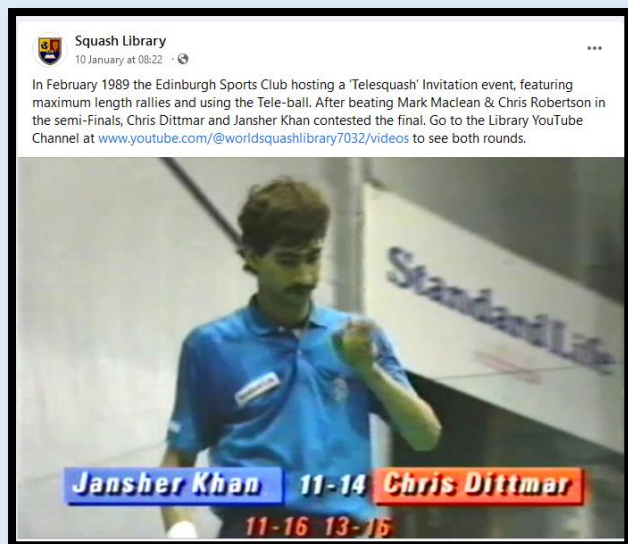 Squash Library
10 January at 08:22 ·
In February 1989 the Edinburgh Sports Club hosting a 'Telesquash' Invitation event, featuring
maximum length rallies and using the Tele-ball. After beating Mark Maclean & Chris Robertson in
the semi-Finals, Chris Dittmar and Jansher Khan contested the final. Go to the Library YouTube
Channel at www.youtube.com/@worldsquashlibrary7032/videos to see both rounds.
Standard Life
Jansher Khan 11-14 Chris Dittmar
11-16 13-16